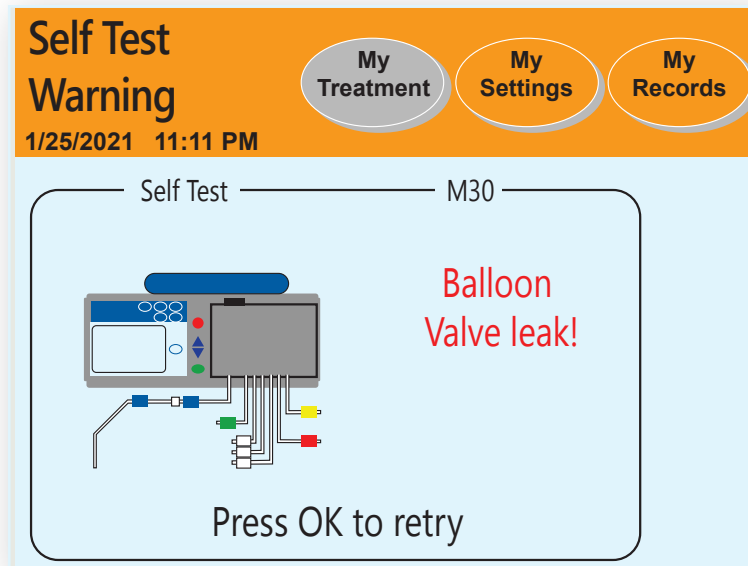 Self Test
Warning
1/25/2021 11:11 PM
My
Treatment
My
Settings
My
Records
Self Test
M30
Balloon
Valve leak!
Press OK to retry